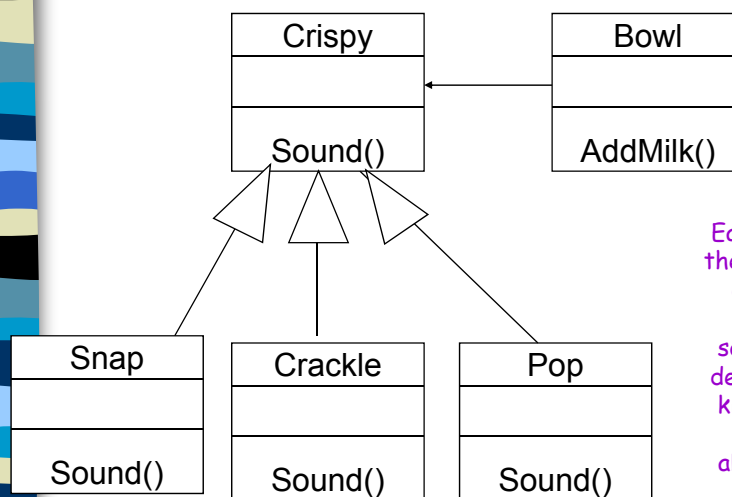 Crispy
Bowl
Sound()
AddMilk()
Snap
Crackle
Pop
Sound()
Sound()
Sound()
k